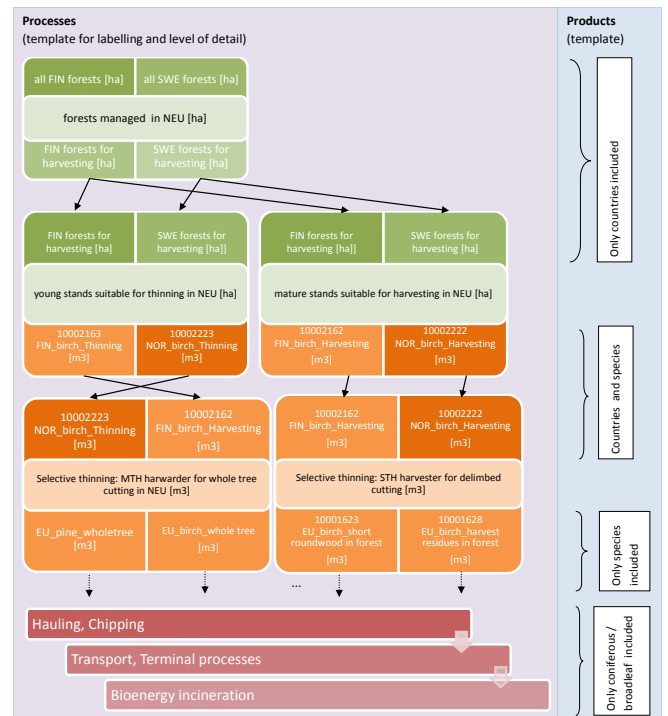 Processes
(template for labelling and level of detail)
Products
(template)
all FIN forests [ha]
all SWE forests [ha]
forests managed in NEU [ha]
FIN forests for
harvesting [ha]
SWE forests for
harvesting [ha]
Only countries included
FIN forests for
harvesting [ha]
SWE forests for
harvesting [ha]]
FIN forests for
harvesting [ha]]
SWE forests for
harvesting [ha]
young stands suitable for thinning in NEU [ha]
mature stands suitable for harvesting in NEU [ha]
10002163
FIN_birch_Thinning
[m3]
10002223
NOR_birch_Thinning
[m3]
10002162
FIN_birch_Harvesting
[m3]
10002222
NOR_birch_Harvesting
[m3]
Countries and species
10002223
NOR_birch_Thinning
[m3]
10002162
FIN_birch_Harvesting
[m3]
10002162
FIN_birch_Harvesting
[m3]
10002222
NOR_birch_Harvesting
[m3]
Selective thinning: MTH harwarder for whole tree
cutting in NEU [m3]
Selective thinning: STH harvester for delimbed
cutting [m3]
EU_pine_wholetree
[m3]
EU_birch_whole tree
[m3]
10001623
EU_birch_short
roundwood in forest
[m3]
10001628
EU_birch_harvest
residues in forest
[m3]
Only species
included
...
Hauling, Chipping
Transport, Terminal processes
Bioenergy incineration
Only coniferous /
broadleaf included